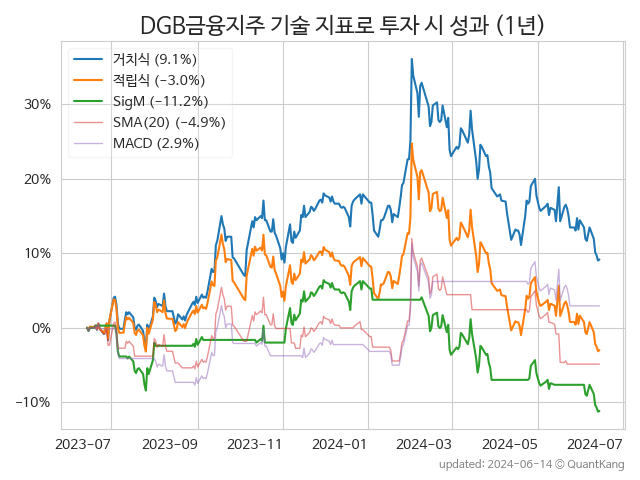 DGB금융지주 기술 지표로 투자 시 성과 (1년)
거치식 (9.1%)
적립식 (−3.0%)
SigM (−11.2%)
SMA(20) (−4.9%)
MACD (2.9%)
30%
20%
10%
0%
−10%
2023-07 2023-09 2023-11 2024-01 2024-03 2024-05 2024-07
updated: 2024-06-14 © QuantKang